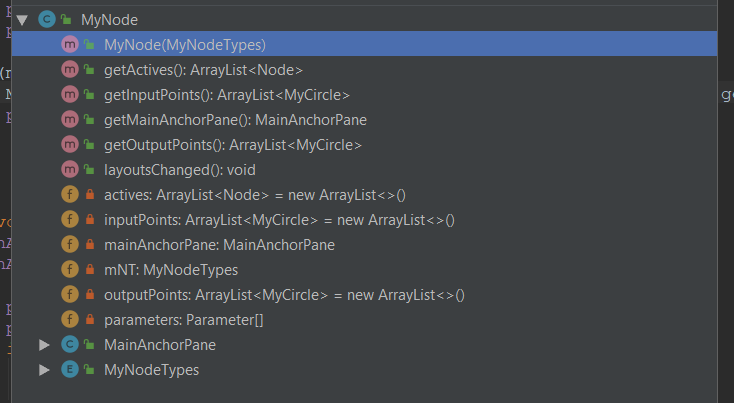 MyNode
MyNode(MyNodeTypes)
getActives(): ArrayList<Node>
getInputPoints(): ArrayList<MyCircle>
getMainAnchorPane(): MainAnchorPane
getOutputPoints(): ArrayList<MyCircle>
layoutsChanged(): void
actives: ArrayList<Node> = new ArrayList<>()
inputPoints: ArrayList<MyCircle> = new ArrayList<>()
mainAnchorPane: MainAnchorPane
mNT: MyNodeTypes
outputPoints: ArrayList<MyCircle> = new ArrayList<>()
parameters: Parameter[]
MainAnchorPane
MyNodeTypes